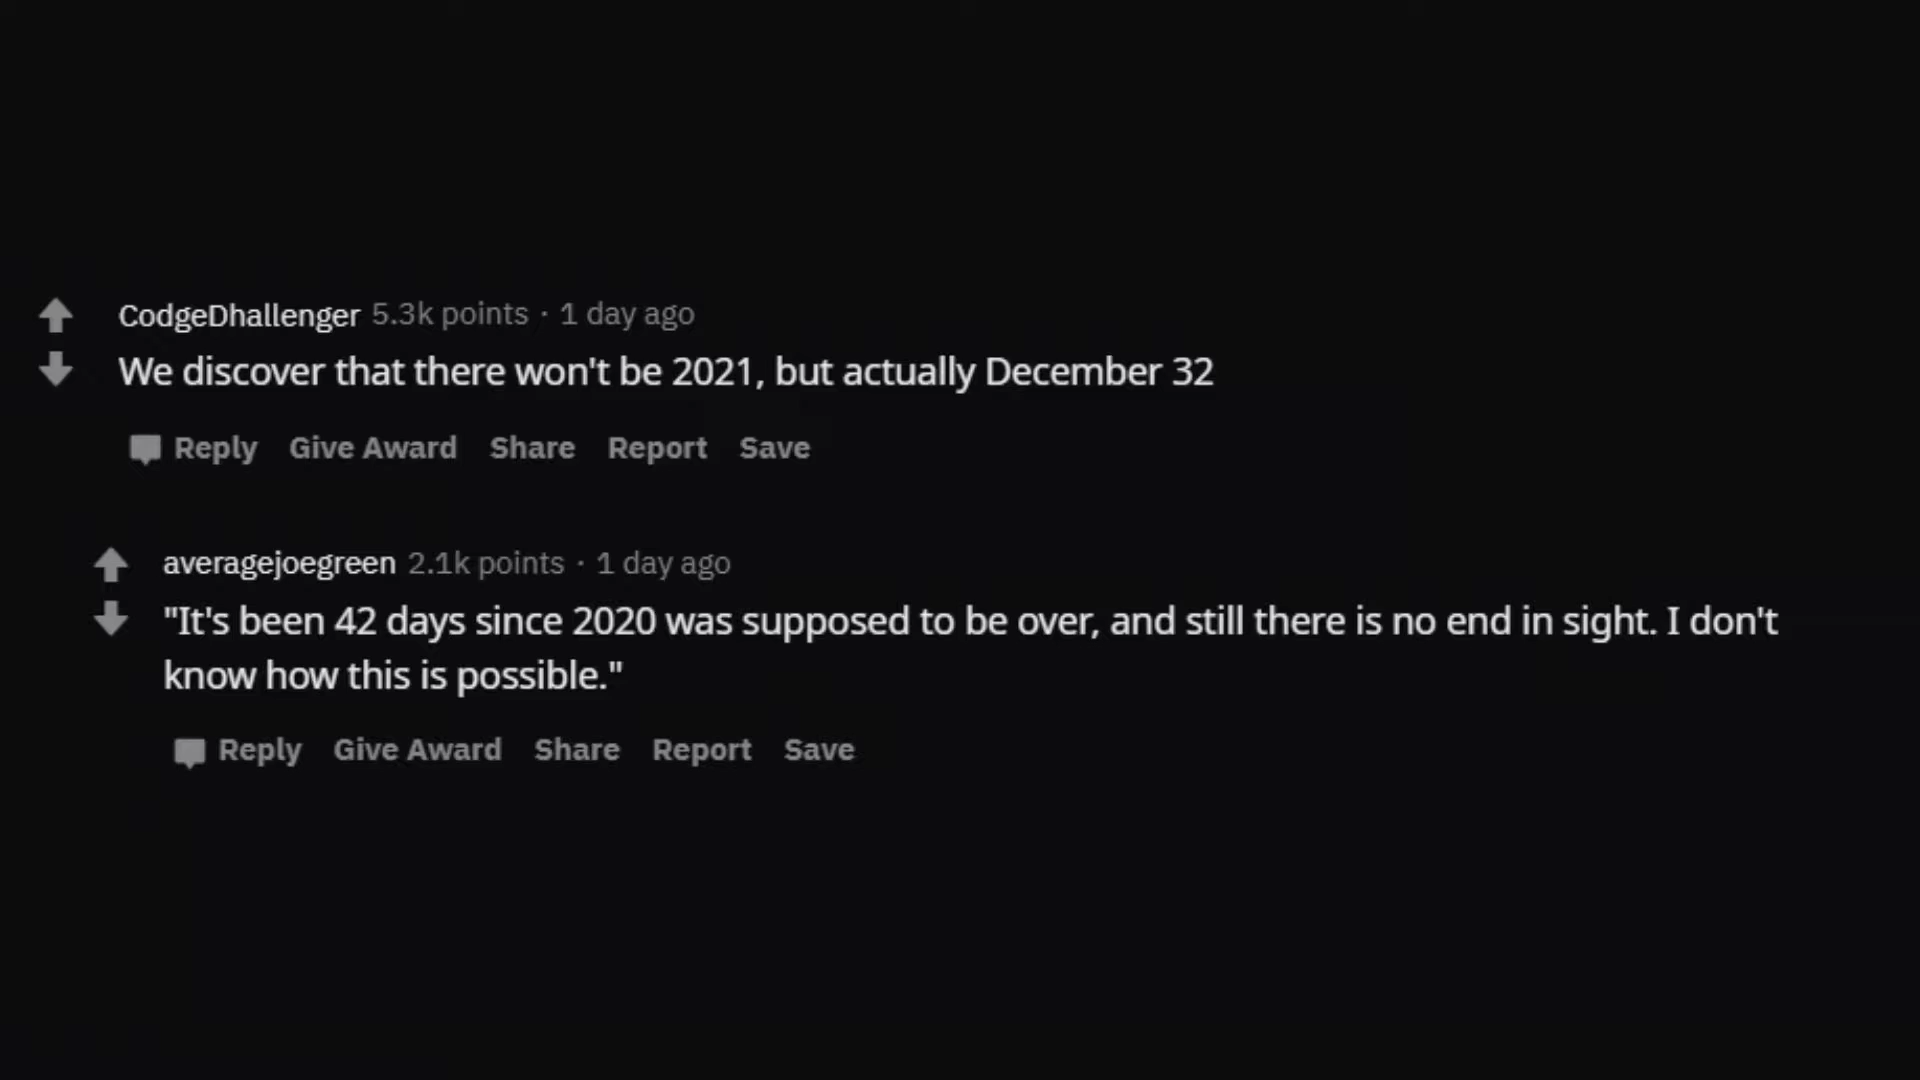 CodgeDhallenger 5.3k points · 1 day ago
We discover that there won't be 2021, but actually December 32
Reply Give Award Share Report Save
averagejoegreen 2.1k points · 1 day ago
"It's been 42 days since 2020 was supposed to be over, and still there is no end in sight. I don't
know how this is possible."
Reply Give Award Share Report Save